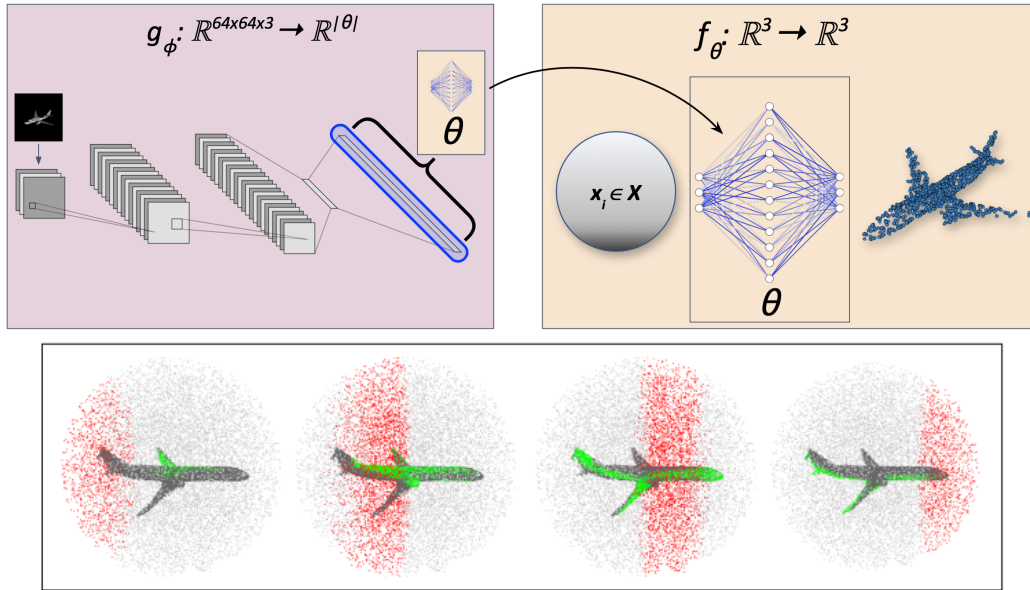 g_ϕ: ℝ^{64x64x3} → ℝ^{|θ|}
θ
f_θ: ℝ^3 → ℝ^3
x_i ∈ X
θ